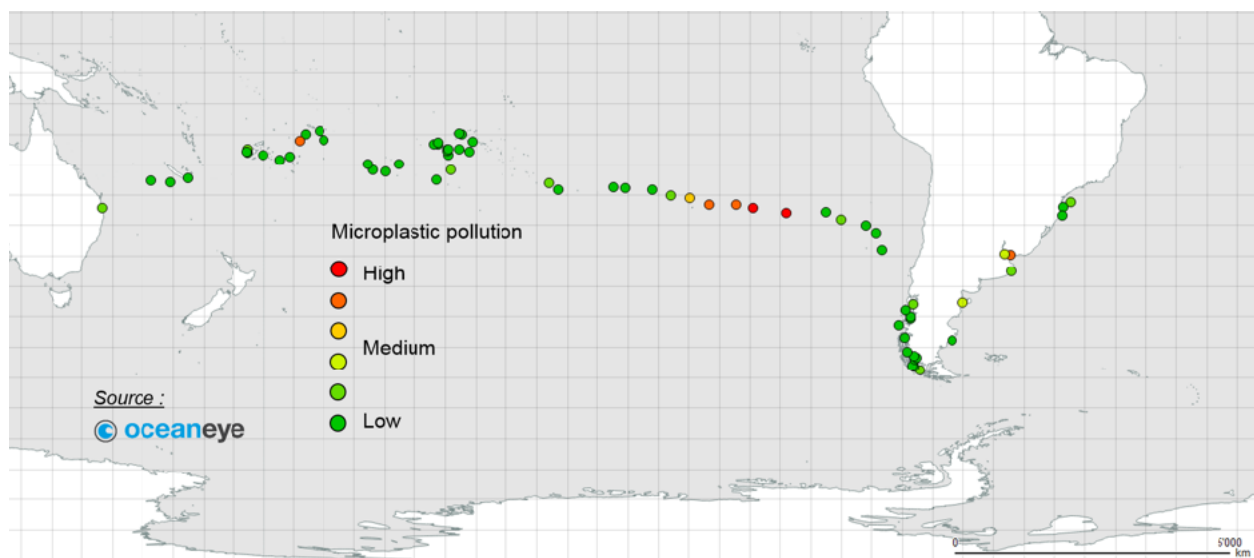 Microplastic pollution
High
Medium
Low
Source :
oceaneye
0
5'000
km